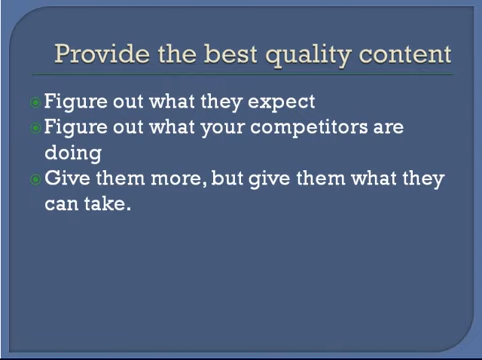 Provide the best quality content
Figure out what they expect
Figure out what your competitors are
doing
Give them more, but give them what they
can take.